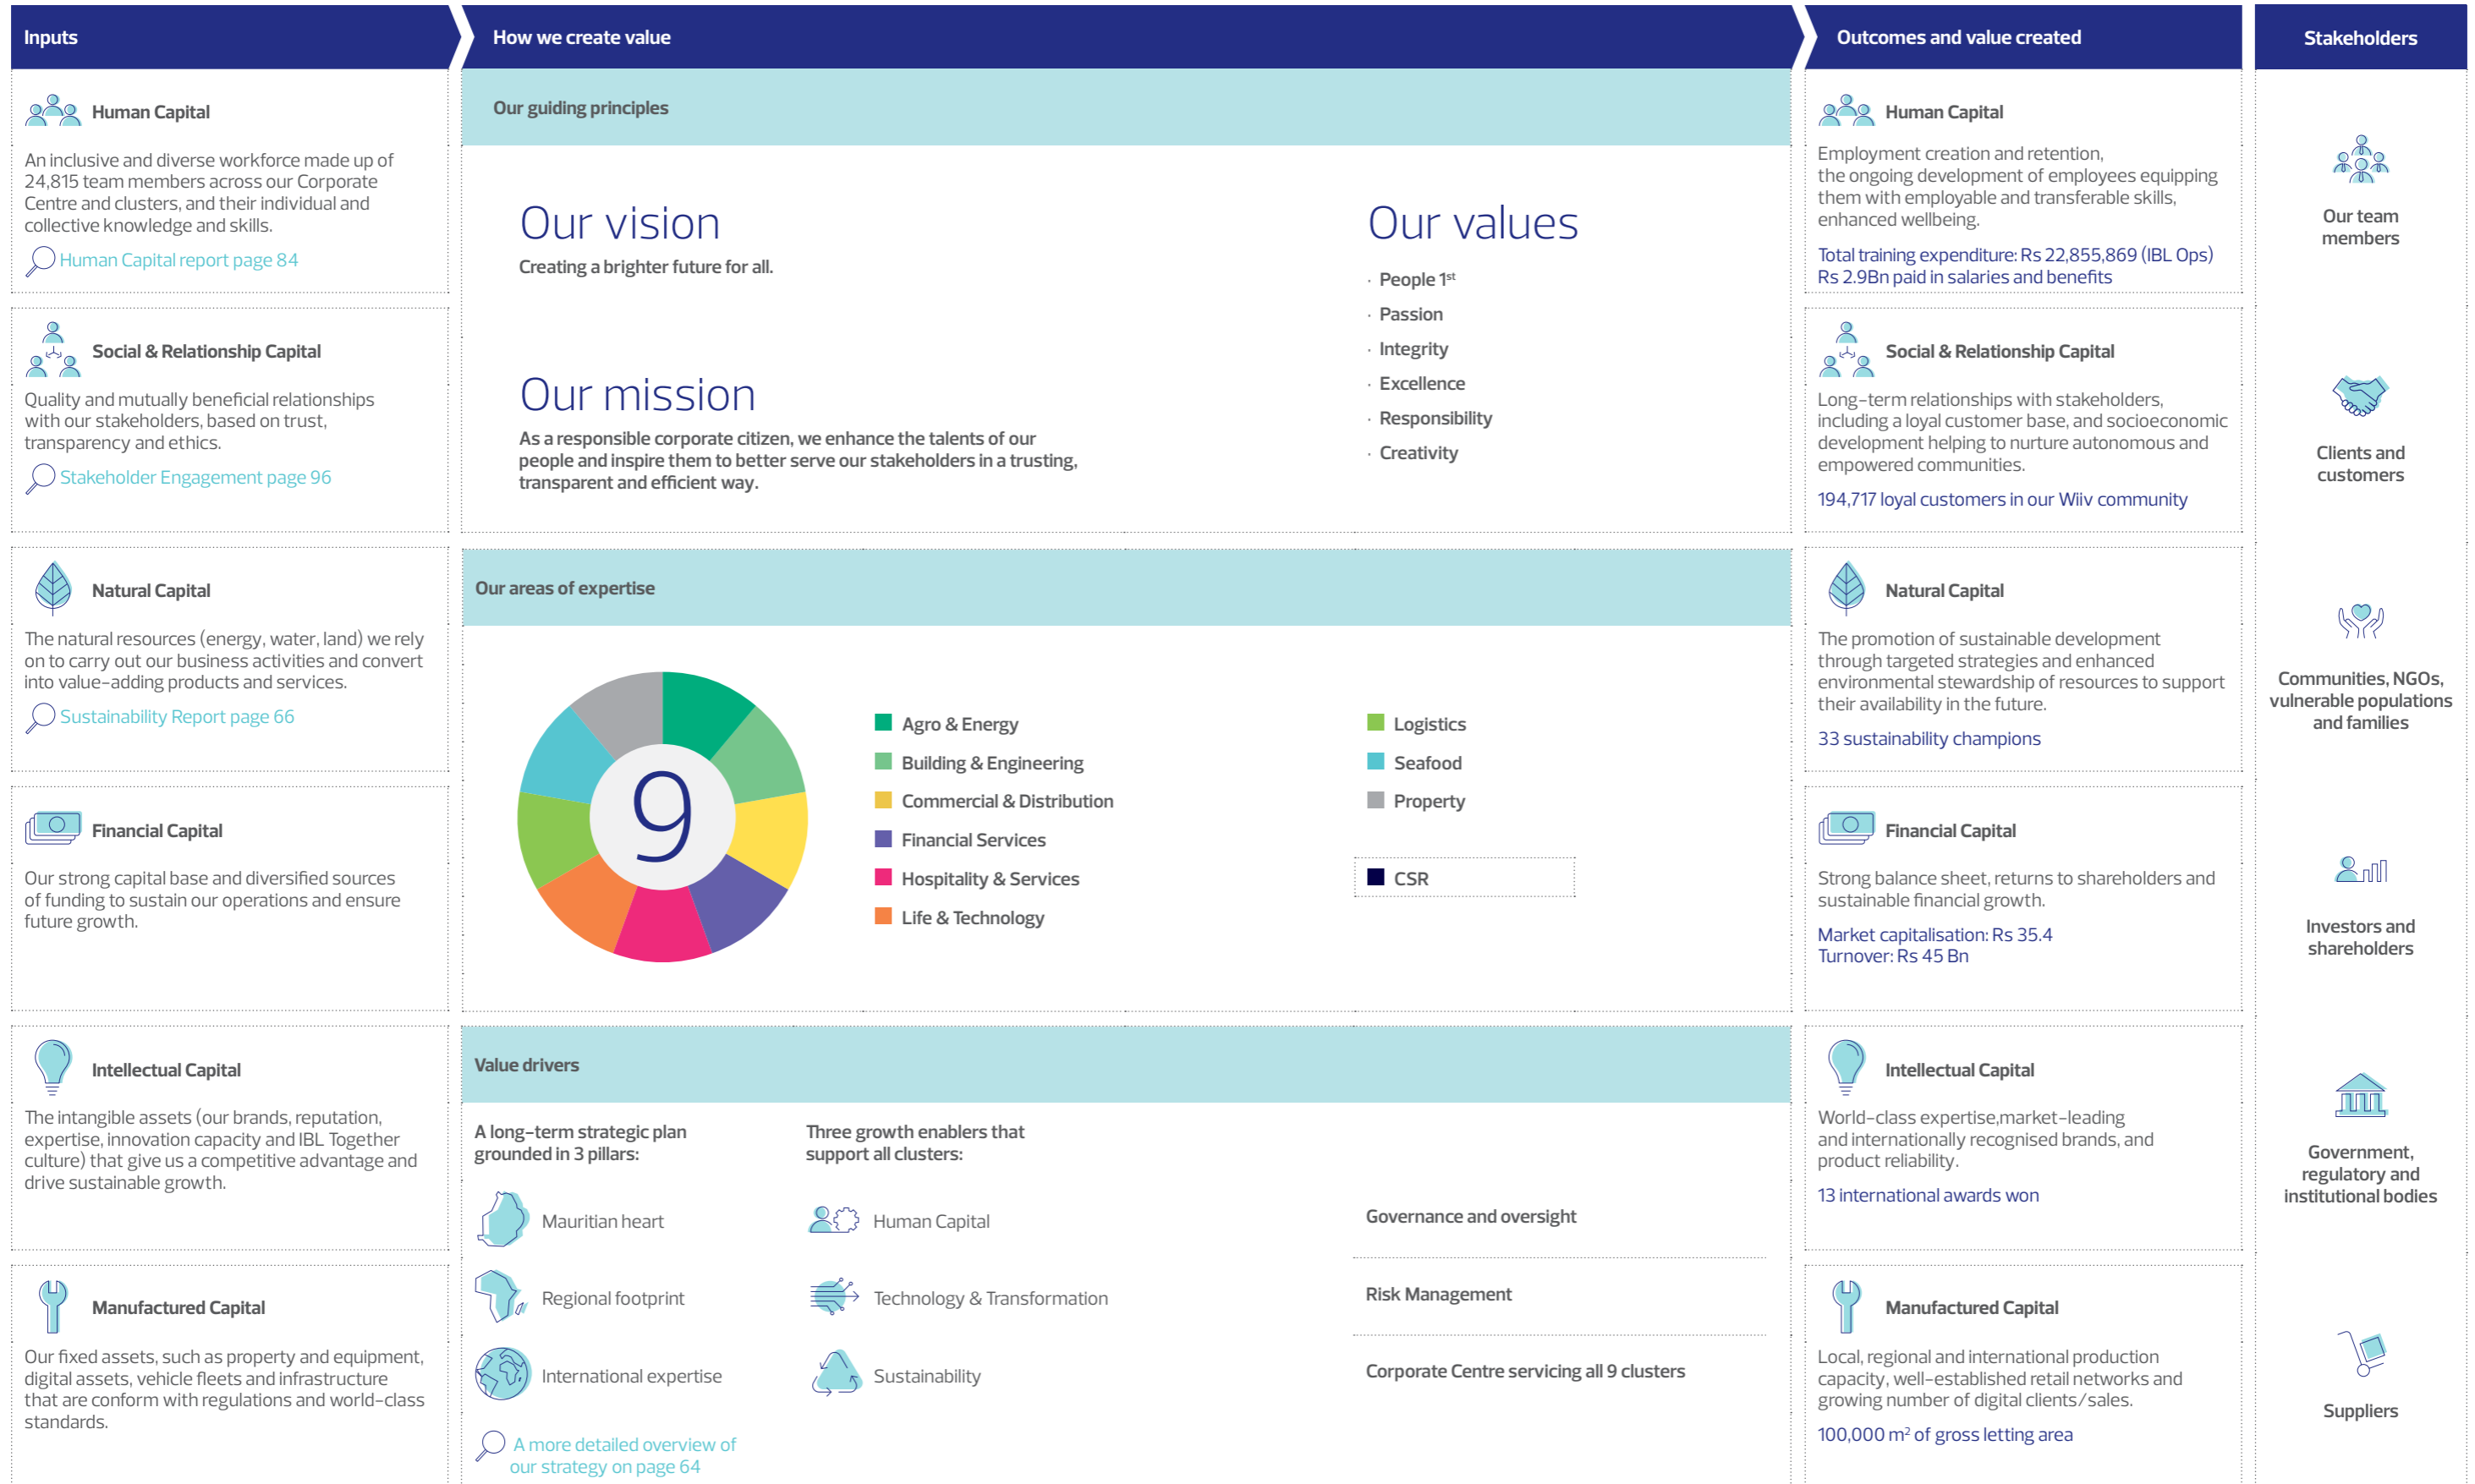 Inputs
Human Capital
An inclusive and diverse workforce made up of
24,815 team members across our Corporate
Centre and clusters, and their individual and
collective knowledge and skills.
Human Capital report page 84
Social & Relationship Capital
Quality and mutually beneficial relationships
with our stakeholders, based on trust,
transparency and ethics.
Stakeholder Engagement page 96
Natural Capital
The natural resources (energy, water, land) we rely
on to carry out our business activities and convert
into value-adding products and services.
Sustainability Report page 66
Financial Capital
Our strong capital base and diversified sources
of funding to sustain our operations and ensure
future growth.
Intellectual Capital
The intangible assets (our brands, reputation,
expertise, innovation capacity and IBL Together
culture) that give us a competitive advantage and
drive sustainable growth.
Manufactured Capital
Our fixed assets, such as property and equipment,
digital assets, vehicle fleets and infrastructure
that are conform with regulations and world-class
standards.
How we create value
Our guiding principles
Our vision
Creating a brighter future for all.
Our mission
As a responsible corporate citizen, we enhance the talents of our
people and inspire them to better serve our stakeholders in a trusting,
transparent and efficient way.
Our values
· People 1st
· Passion
· Integrity
· Excellence
· Responsibility
· Creativity
Our areas of expertise
9
Agro & Energy
Building & Engineering
Commercial & Distribution
Financial Services
Hospitality & Services
Life & Technology
Logistics
Seafood
Property
CSR
Value drivers
A long-term strategic plan
grounded in 3 pillars:
Mauritian heart
Regional footprint
International expertise
A more detailed overview of
our strategy on page 64
Three growth enablers that
support all clusters:
Human Capital
Technology & Transformation
Sustainability
Governance and oversight
Risk Management
Corporate Centre servicing all 9 clusters
Outcomes and value created
Human Capital
Employment creation and retention,
the ongoing development of employees equipping
them with employable and transferable skills,
enhanced wellbeing.
Total training expenditure: Rs 22,855,869 (IBL Ops)
Rs 2.9Bn paid in salaries and benefits
Social & Relationship Capital
Long-term relationships with stakeholders,
including a loyal customer base, and socioeconomic
development helping to nurture autonomous and
empowered communities.
194,717 loyal customers in our Wiiv community
Natural Capital
The promotion of sustainable development
through targeted strategies and enhanced
environmental stewardship of resources to support
their availability in the future.
33 sustainability champions
Financial Capital
Strong balance sheet, returns to shareholders and
sustainable financial growth.
Market capitalisation: Rs 35.4
Turnover: Rs 45 Bn
Intellectual Capital
World-class expertise,market-leading
and internationally recognised brands, and
product reliability.
13 international awards won
Manufactured Capital
Local, regional and international production
capacity, well-established retail networks and
growing number of digital clients/sales.
100,000 m² of gross letting area
Stakeholders
Our team
members
Clients and
customers
Communities, NGOs,
vulnerable populations
and families
Investors and
shareholders
Government,
regulatory and
institutional bodies
Suppliers